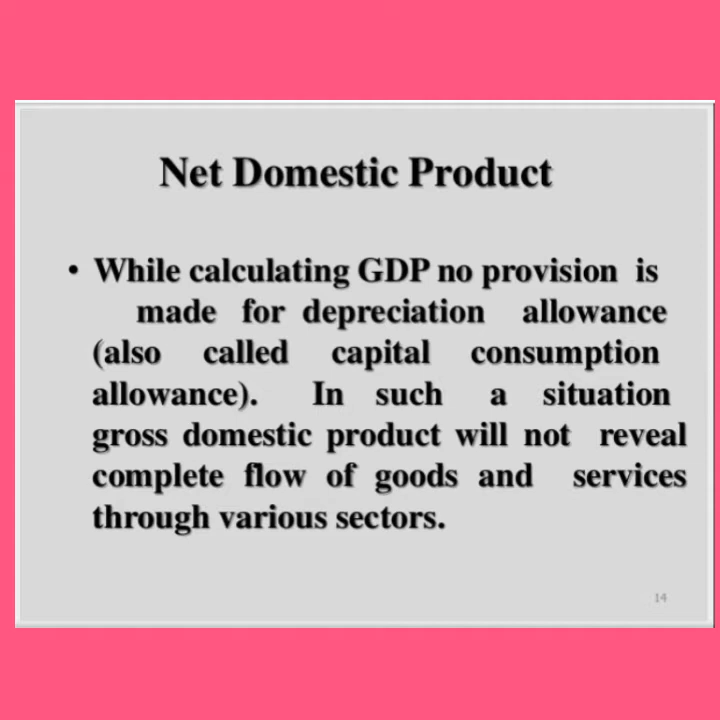 Net Domestic Product
• While calculating GDP no provision is
made for depreciation allowance
(also called capital consumption
allowance). In such a situation
gross domestic product will not reveal
complete flow of goods and services
through various sectors.
14